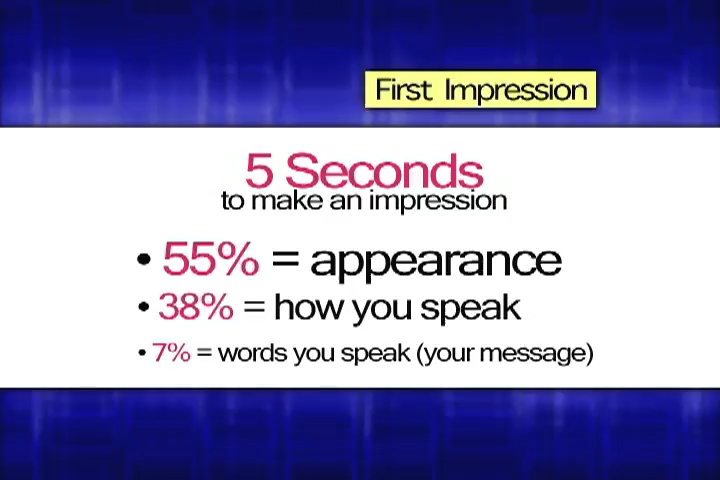 First Impression
5 Seconds
to make an impression
• 55% = appearance
• 38% = how you speak
• 7% = words you speak (your message)